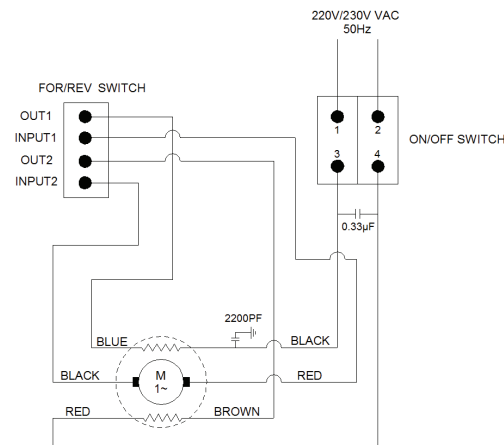 220V/230V VAC
50Hz
FOR/REV SWITCH
OUT1
INPUT1
OUT2
INPUT2
1 2
3 4
ON/OFF SWITCH
0.33µF
2200PF
BLUE BLACK
M
1~
BLACK RED
RED BROWN